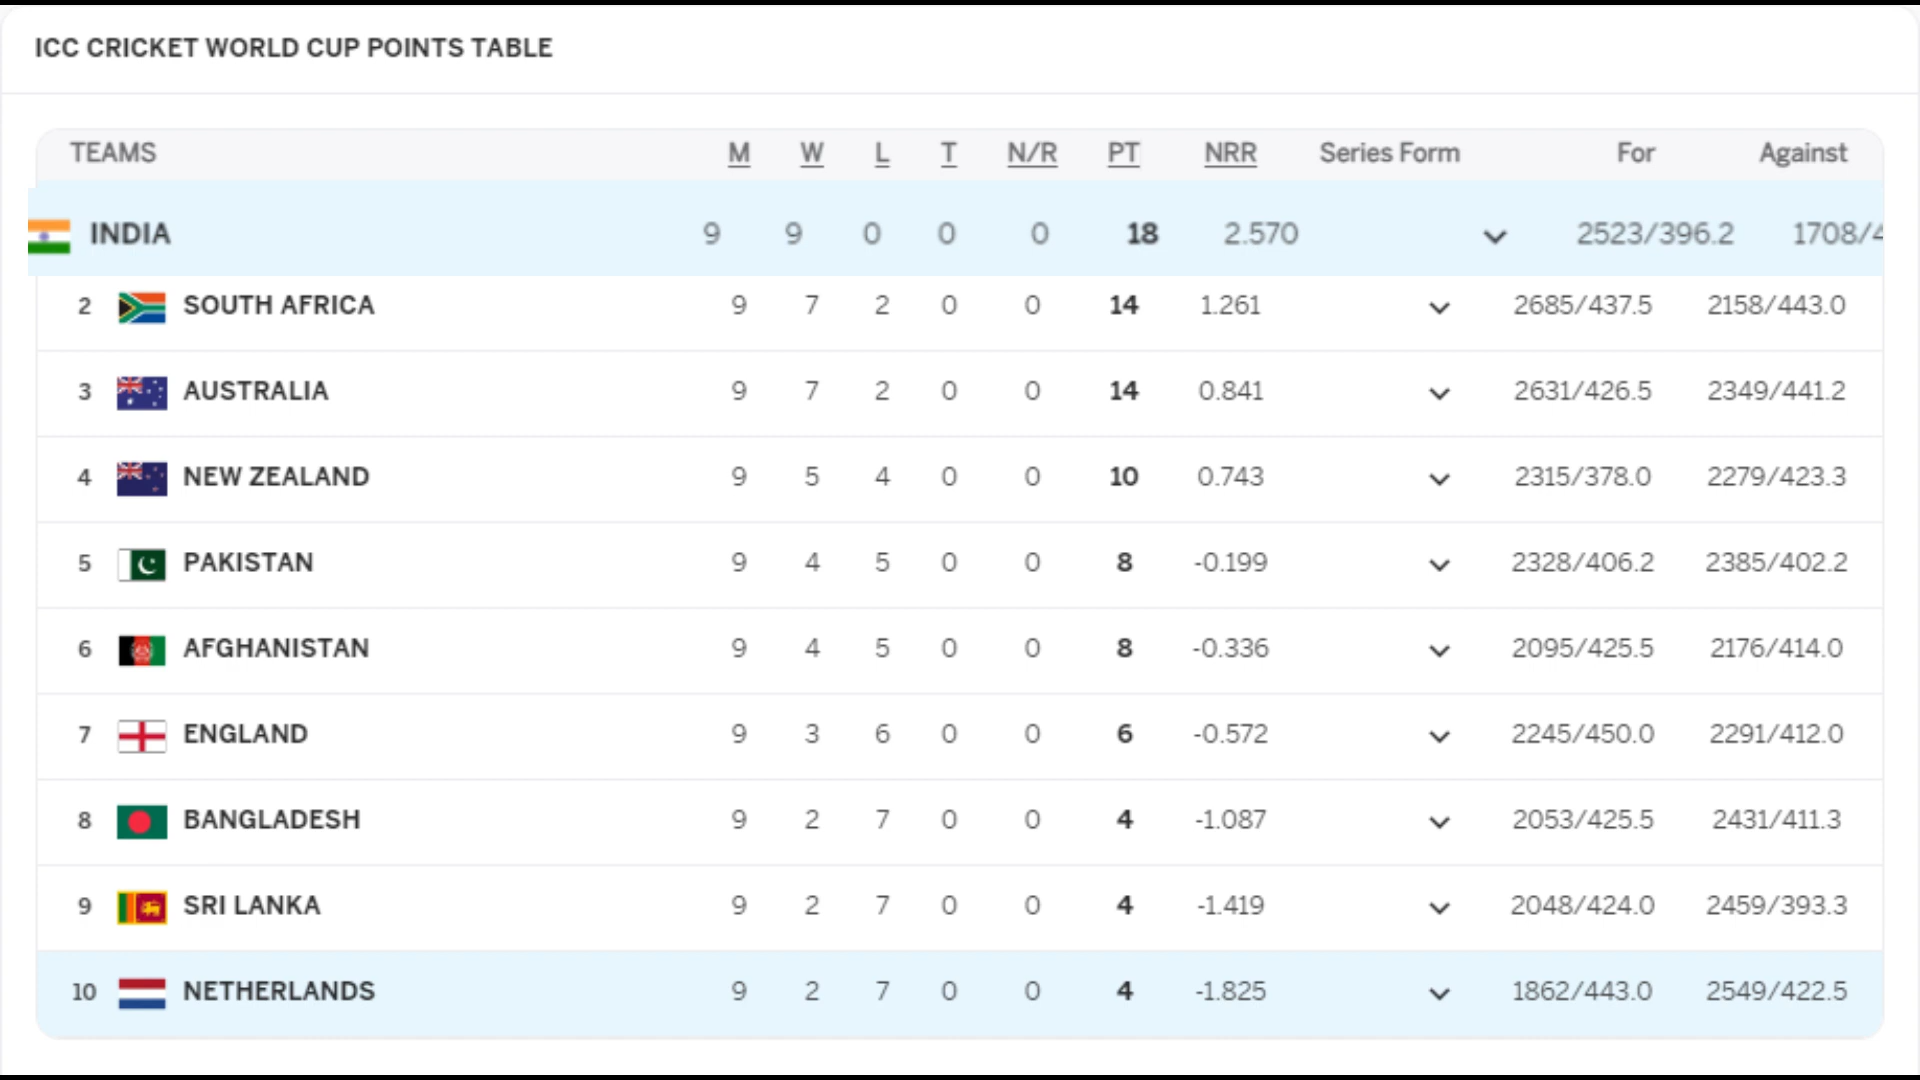 ICC CRICKET WORLD CUP POINTS TABLE
TEAMS M W L T N/R PT NRR Series Form For Against
INDIA 9 9 0 0 0 18 2.570 2523/396.2 1708/4
2 SOUTH AFRICA 9 7 2 0 0 14 1.261 2685/437.5 2158/443.0
3 AUSTRALIA 9 7 2 0 0 14 0.841 2631/426.5 2349/441.2
4 NEW ZEALAND 9 5 4 0 0 10 0.743 2315/378.0 2279/423.3
5 PAKISTAN 9 4 5 0 0 8 -0.199 2328/406.2 2385/402.2
6 AFGHANISTAN 9 4 5 0 0 8 -0.336 2095/425.5 2176/414.0
7 ENGLAND 9 3 6 0 0 6 -0.572 2245/450.0 2291/412.0
8 BANGLADESH 9 2 7 0 0 4 -1.087 2053/425.5 2431/411.3
9 SRI LANKA 9 2 7 0 0 4 -1.419 2048/424.0 2459/393.3
10 NETHERLANDS 9 2 7 0 0 4 -1.825 1862/443.0 2549/422.5